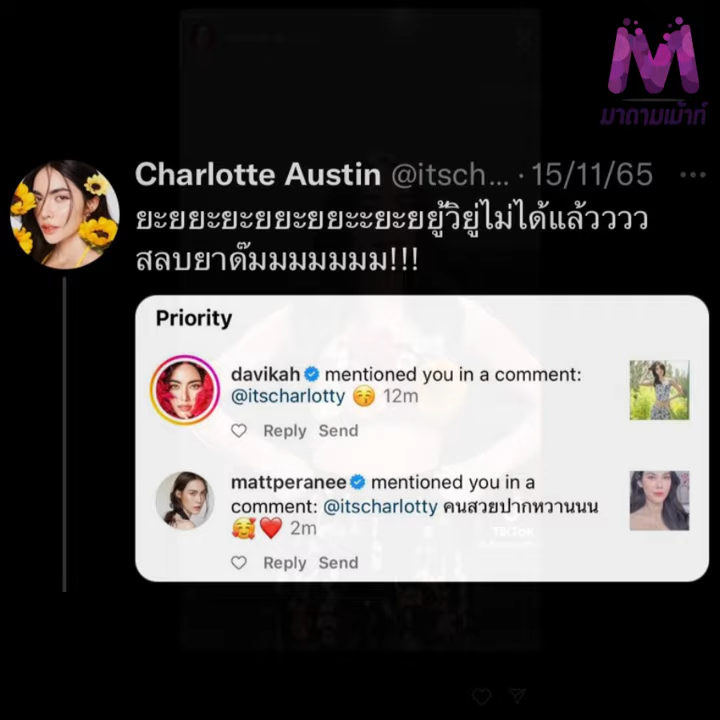 M
มาดามเม้าท์
Charlotte Austin @itsch... · 15/11/65 ...
ยะยยะยะยยะยยะะยะยยู้วิยู่ไม่ได้แล้วววว
สลบยาด๊มมมมมมม!!!
Priority
davikah mentioned you in a comment:
@itscharlotty 😚 12m
Reply Send
mattperanee mentioned you in a
comment: @itscharlotty คนสวยปากหวานนน
🥰❤️ 2m
TikTok
Reply Send